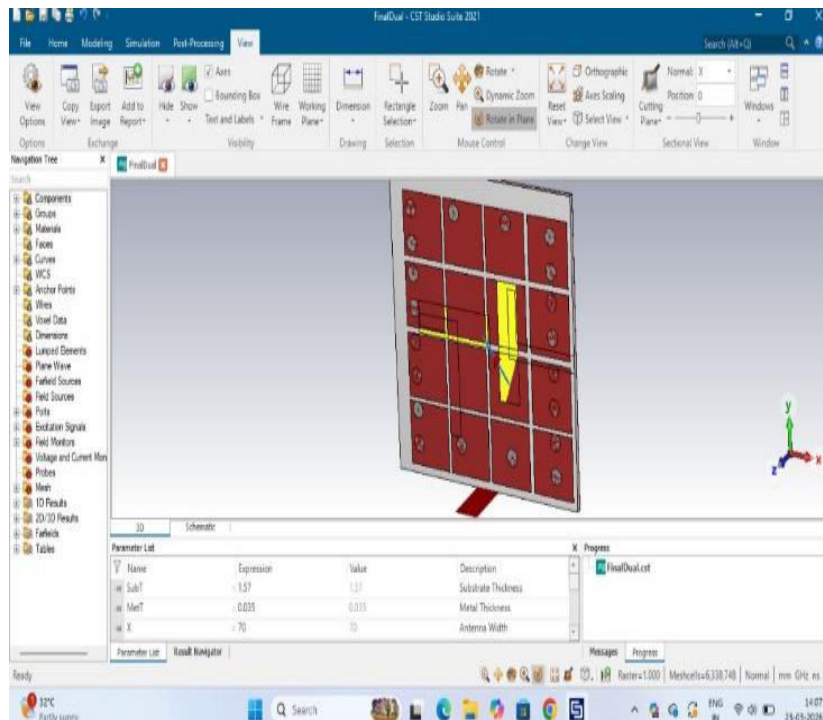 FinalDual - CST Studio Suite 2021
File Home Modeling Simulation Post-Processing View Search (Alt+Q)
View Options Copy View Export Image Add to Report Hide Show Axes Bounding Box Text and Labels Wire Frame Working Plane Dimension Rectangle Selection Zoom Pan Rotate Dynamic Zoom Rotate in Plane Reset View Orthographic Axes Scaling Select View Cutting Plane Normal: X Position: 0 Windows
Options Exchange Visibility Drawing Selection Mouse Control Change View Sectional View Window
Navigation Tree X FinalDual
Search
Components
Groups
Materials
Faces
Curves
WCS
Anchor Points
Wires
Voxel Data
Dimensions
Lumped Elements
Plane Wave
Farfield Sources
Field Sources
Ports
Excitation Signals
Field Monitors
Voltage and Current Mon
Probes
Mesh
1D Results
2D/3D Results
Farfields
Tables
y
x
z
3D Schematic
Parameter List X Progress
Name Expression Value Description FinalDual.cst
SubT = 1.57 1.57 Substrate Thickness
MetT = 0.035 0.035 Metal Thickness
X = 70 70 Antenna Width
Parameter List Result Navigator Messages Progress
Ready Raster=1.000 Meshcells=6,338,748 Normal mm GHz ns
32°C Search ENG 14:07
Partly sunny IN